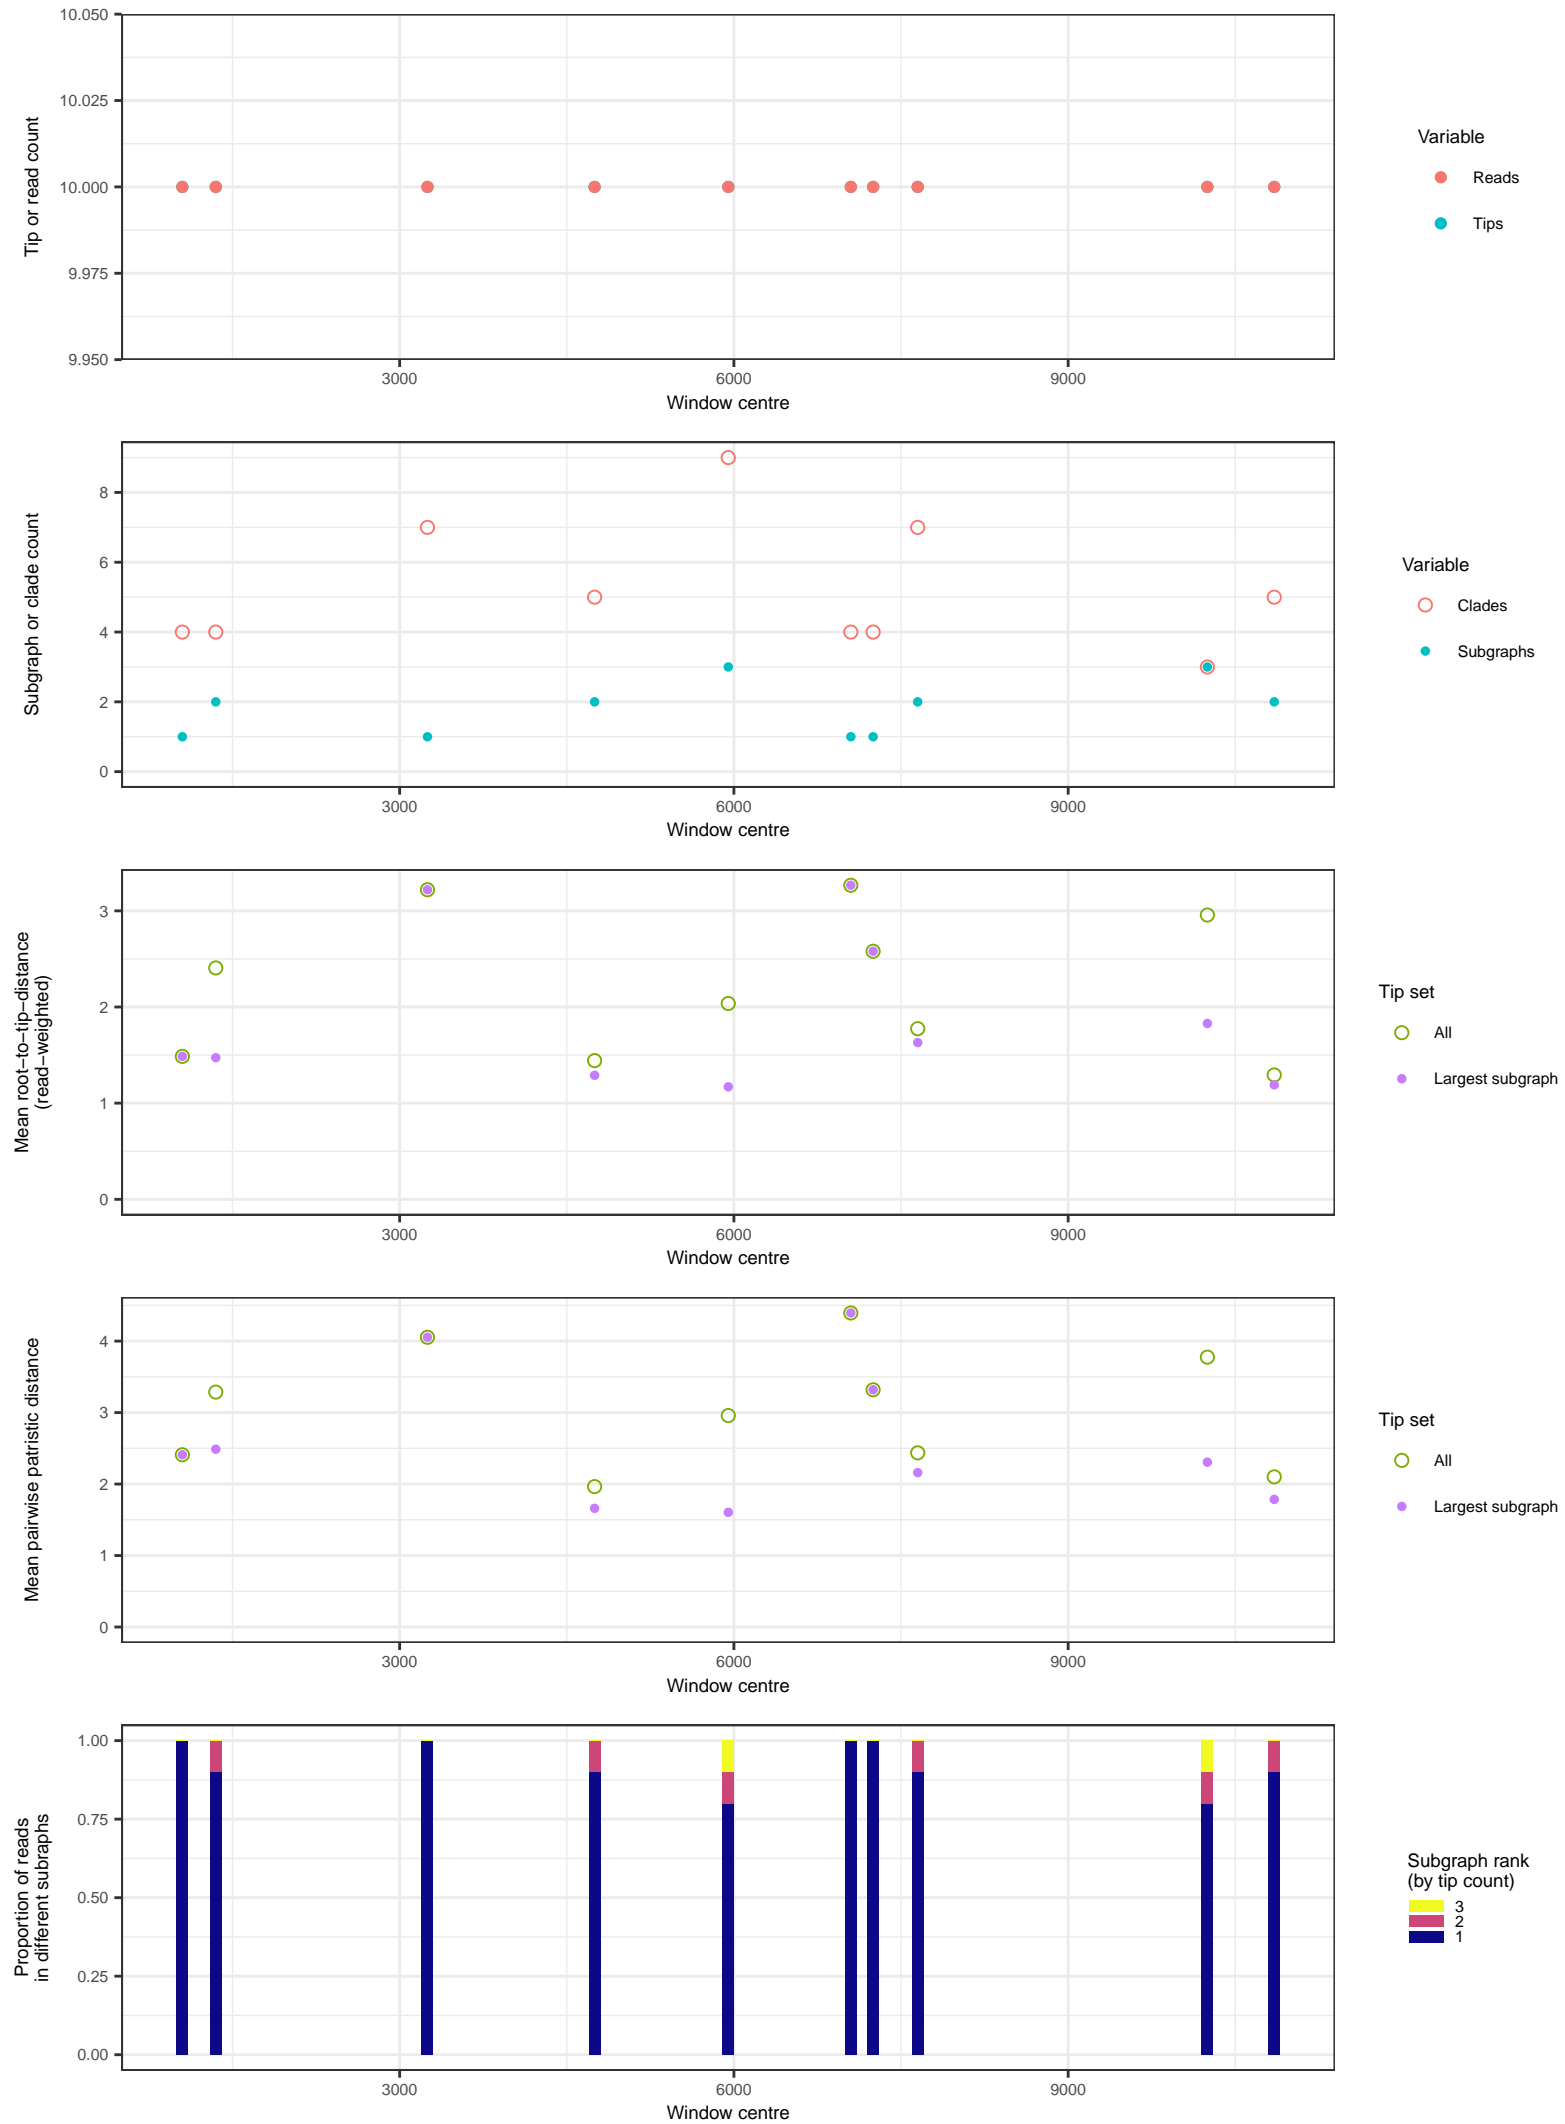 10.050
10.025
10.000
9.975
9.950
Tip or read count
3000 6000 9000
Window centre
Variable
Reads
Tips
8
6
4
2
0
Subgraph or clade count
3000 6000 9000
Window centre
Variable
Clades
Subgraphs
3
2
1
0
Mean root−to−tip−distance
(read−weighted)
3000 6000 9000
Window centre
Tip set
All
Largest subgraph
4
3
2
1
0
Mean pairwise patristic distance
3000 6000 9000
Window centre
Tip set
All
Largest subgraph
1.00
0.75
0.50
0.25
0.00
Proportion of reads
in different subraphs
3000 6000 9000
Window centre
Subgraph rank
(by tip count)
3
2
1